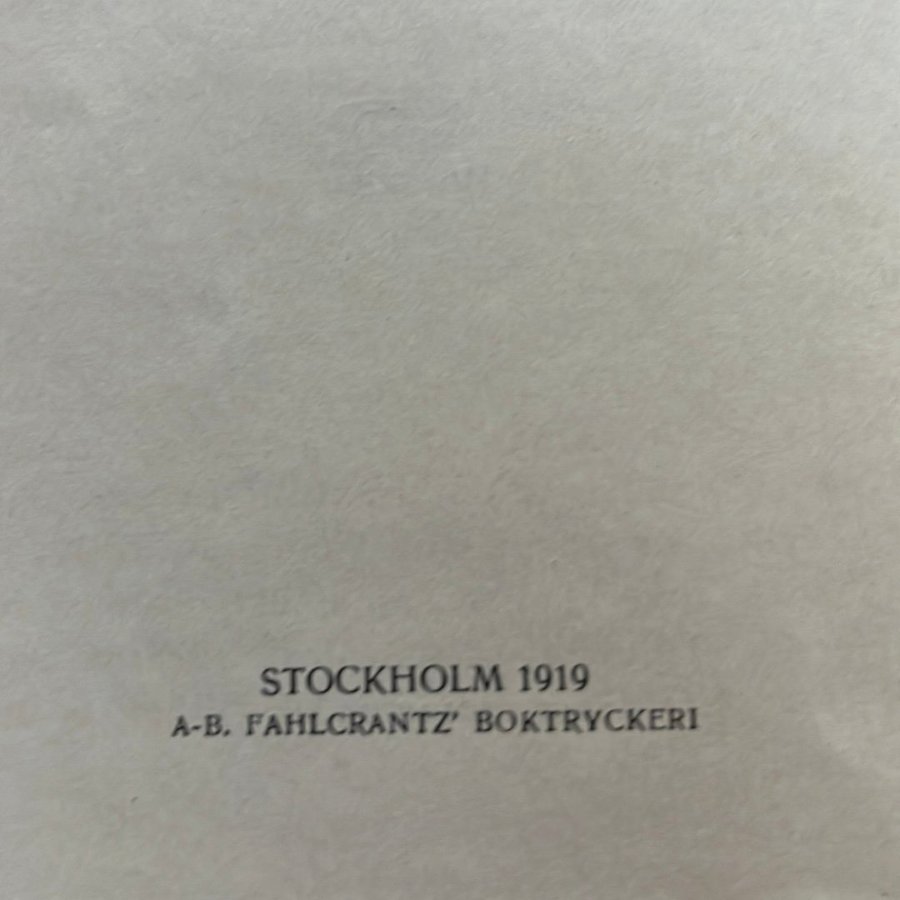 STOCKHOLM 1919
A-B. FAHLCRANTZ' BOKTRYCKERI